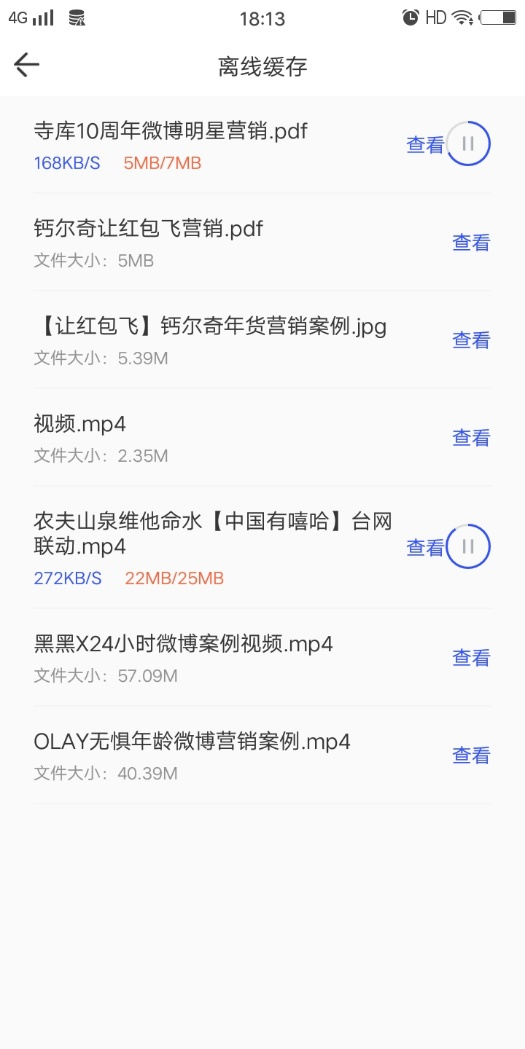 4G 18:13 HD
离线缓存
寺库10周年微博明星营销.pdf
168KB/S 5MB/7MB 查看
钙尔奇让红包飞营销.pdf
文件大小：5MB 查看
【让红包飞】钙尔奇年货营销案例.jpg
文件大小：5.39M 查看
视频.mp4
文件大小：2.35M 查看
农夫山泉维他命水【中国有嘻哈】台网
联动.mp4 查看
272KB/S 22MB/25MB
黑黑X24小时微博案例视频.mp4
文件大小：57.09M 查看
OLAY无惧年龄微博营销案例.mp4
文件大小：40.39M 查看